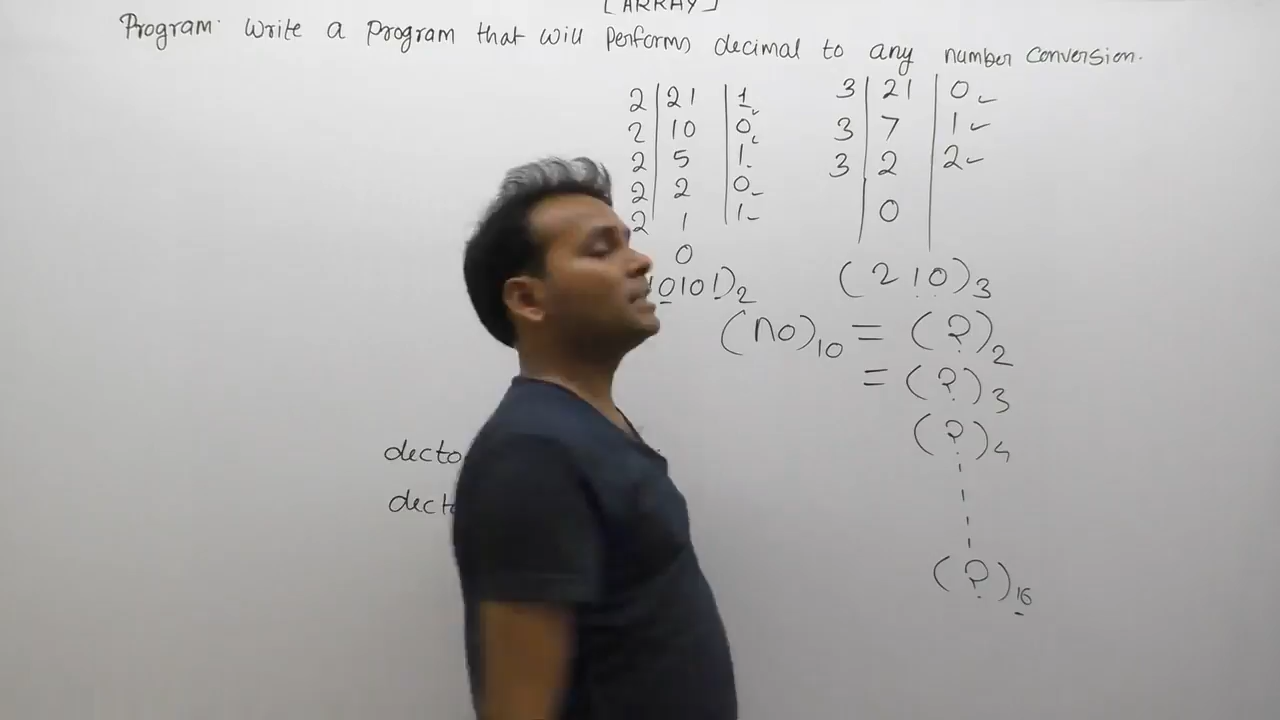 [ARRAY]
Program: Write a Program that will Performs decimal to any number conversion.
2 | 21 | 1
2 | 10 | 0
2 | 5 | 1
2 | 2 | 0
2 | 1 | 1
0
0101)2
3 | 21 | 0
3 | 7 | 1
3 | 2 | 2
0
(210)3
(no)10 = (?)2
= (?)3
(?)4
(?)16
decto
dect